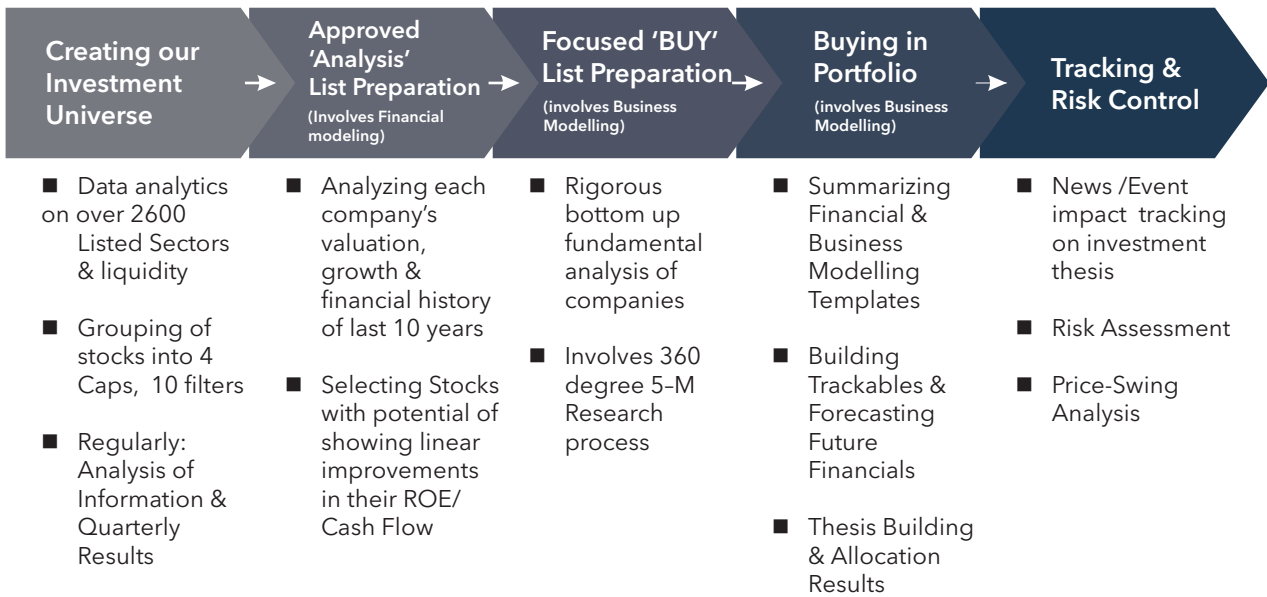 Creating our
Investment
Universe
Approved
‘Analysis’
List Preparation
(Involves Financial
modeling)
Focused ‘BUY’
List Preparation
(involves Business
Modelling)
Buying in
Portfolio
(involves Business
Modelling)
Tracking &
Risk Control
■ Data analytics
on over 2600
Listed Sectors
& liquidity
■ Grouping of
stocks into 4
Caps, 10 filters
■ Regularly:
Analysis of
Information &
Quarterly
Results
■ Analyzing each
company’s
valuation,
growth &
financial history
of last 10 years
■ Selecting Stocks
with potential of
showing linear
improvements
in their ROE/
Cash Flow
■ Rigorous
bottom up
fundamental
analysis of
companies
■ Involves 360
degree 5–M
Research
process
■ Summarizing
Financial &
Business
Modelling
Templates
■ Building
Trackables &
Forecasting
Future
Financials
■ Thesis Building
& Allocation
Results
■ News /Event
impact tracking
on investment
thesis
■ Risk Assessment
■ Price-Swing
Analysis